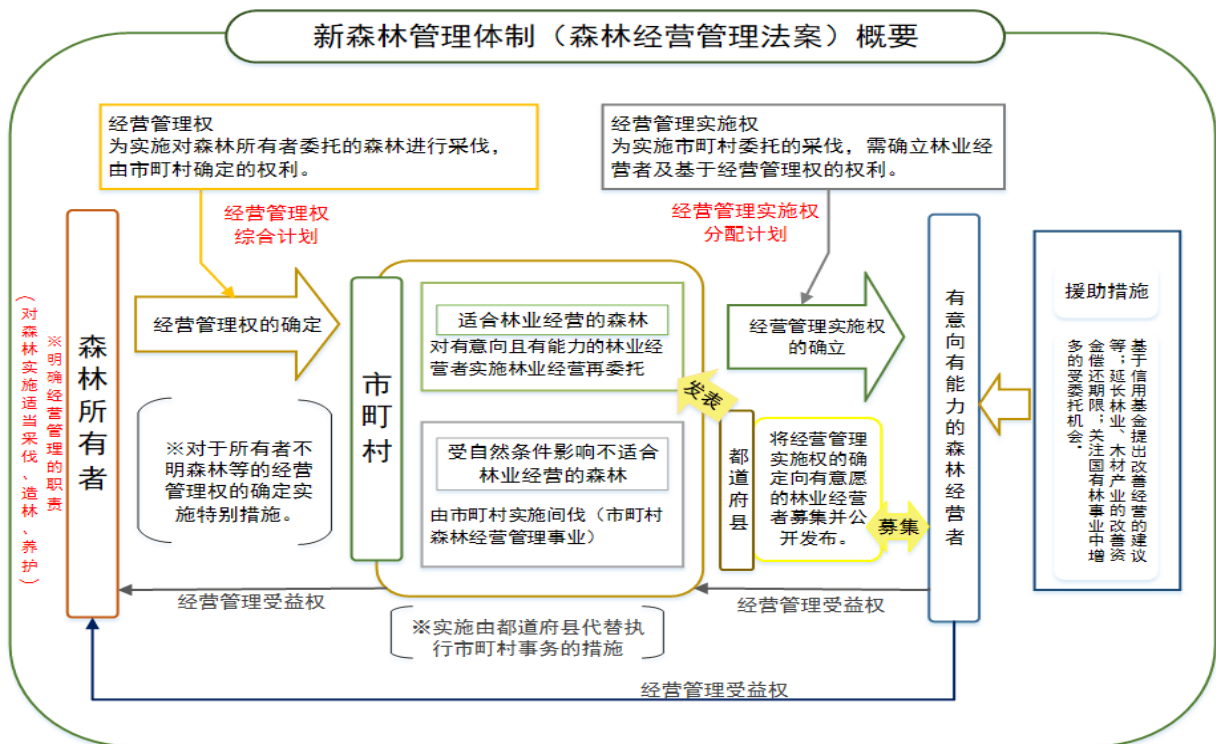 新森林管理体制（森林经营管理法案）概要
经营管理权
为实施对森林所有者委托的森林进行采伐，
由市町村确定的权利。
经营管理实施权
为实施市町村委托的采伐，需确立林业经
营者及基于经营管理权的权利。
经营管理权
综合计划
经营管理实施权
分配计划
※明确经营管理的职责
（对森林实施适当采伐、造林、养护）
森林所有者
经营管理权的确定
※对于所有者不
明森林等的经营
管理权的确定实
施特别措施。
市町村
适合林业经营的森林
对有意向且有能力的林业经
营者实施林业经营再委托
受自然条件影响不适合
林业经营的森林
由市町村实施间伐（市町村
森林经营管理事业）
经营管理实施权
的确立
发表
都道府县
将经营管理
实施权的确
定向有意愿
的林业经营
者募集并公
开发布。
募集
有意向有能力的森林经营者
援助措施
基于信用基金提出改善经营的建议
等；延长林业、木材产业的改善资
金偿还期限；关注国有林事业中增
多的受委托机会。
经营管理受益权
经营管理受益权
※实施由都道府县代替执
行市町村事务的措施
经营管理受益权